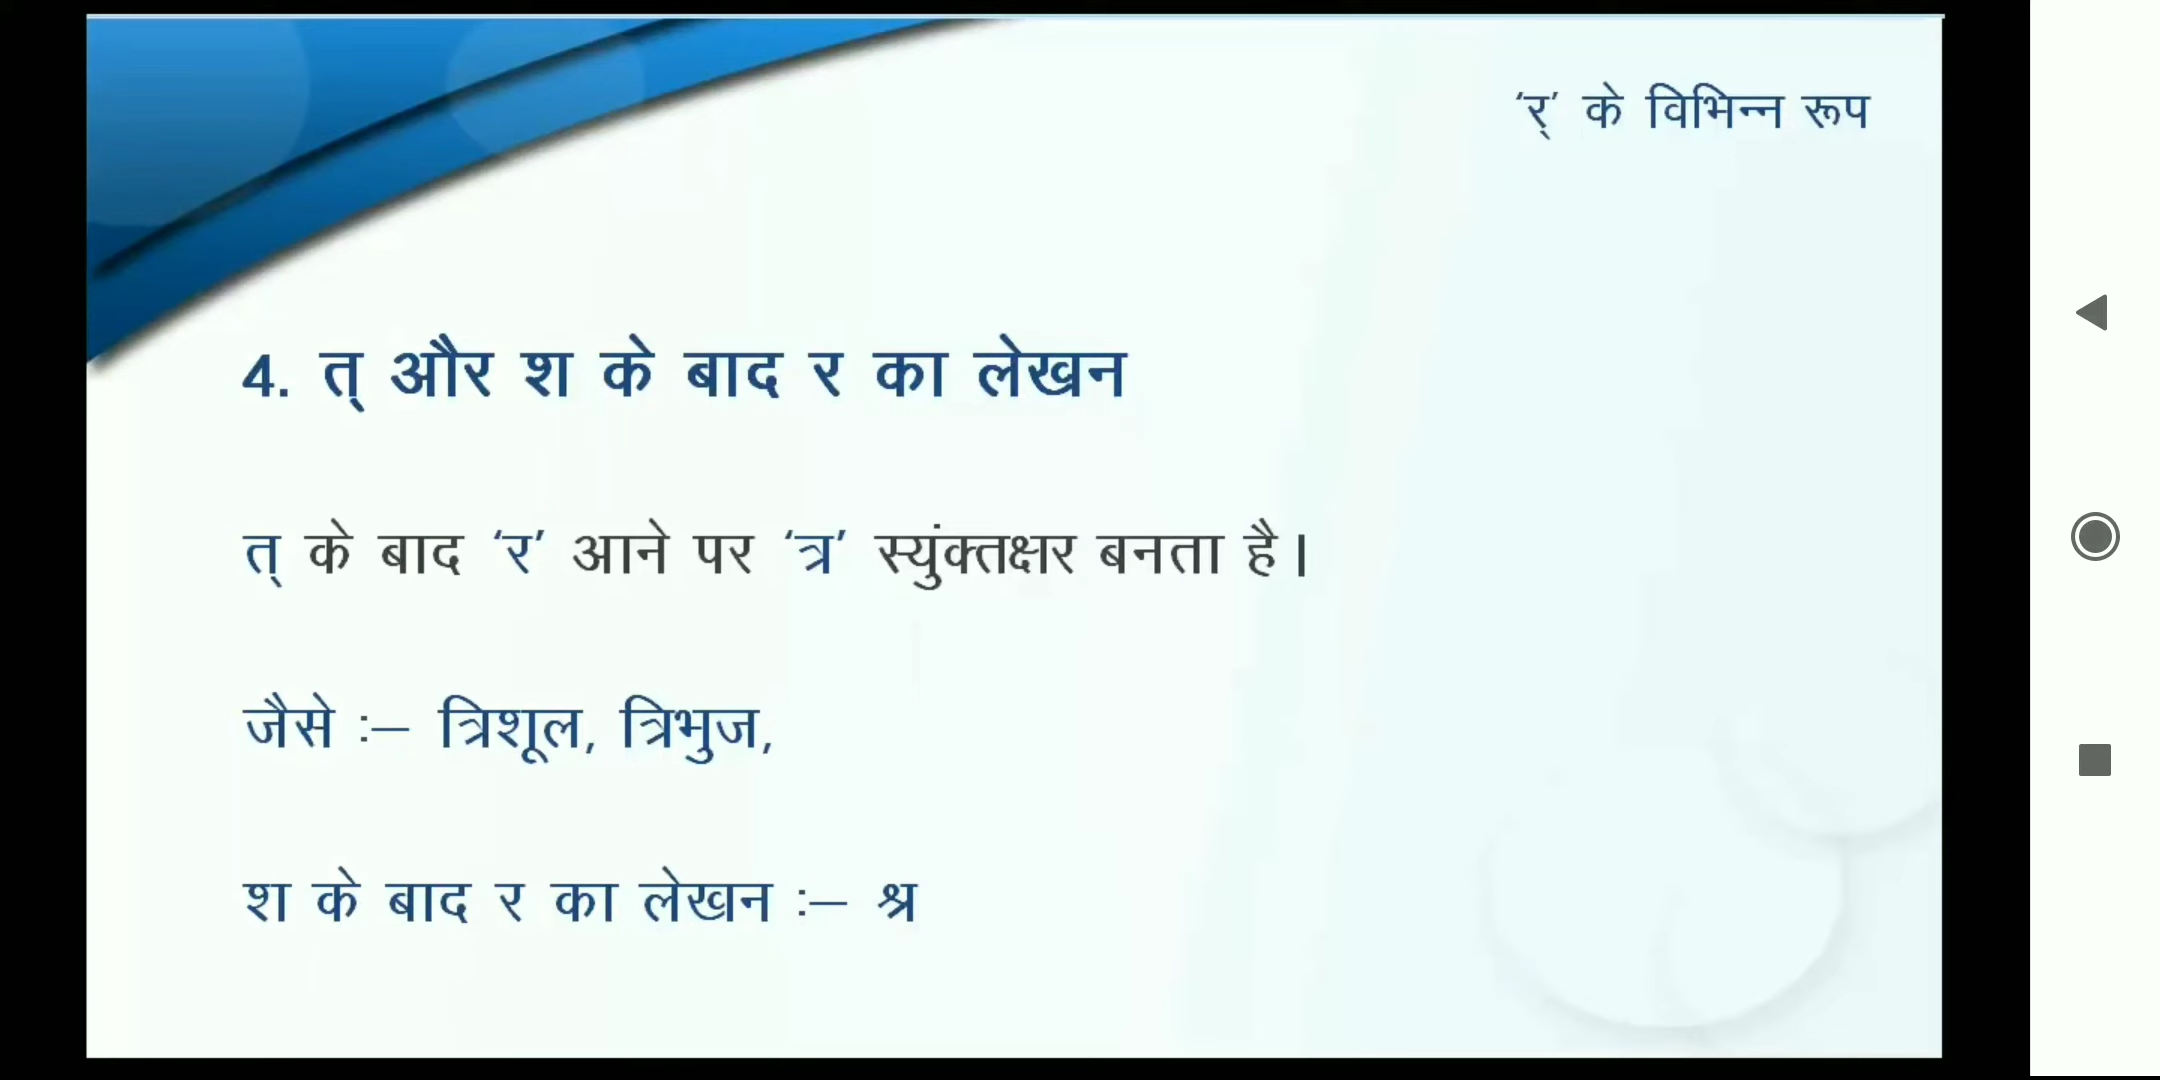 ‘र्’ के विभिन्न रूप
4. त् और श के बाद र का लेखन
त् के बाद ‘र’ आने पर ‘त्र’ स्युंक्तक्षर बनता है।
जैसे :– त्रिशूल, त्रिभुज,
श के बाद र का लेखन :– श्र